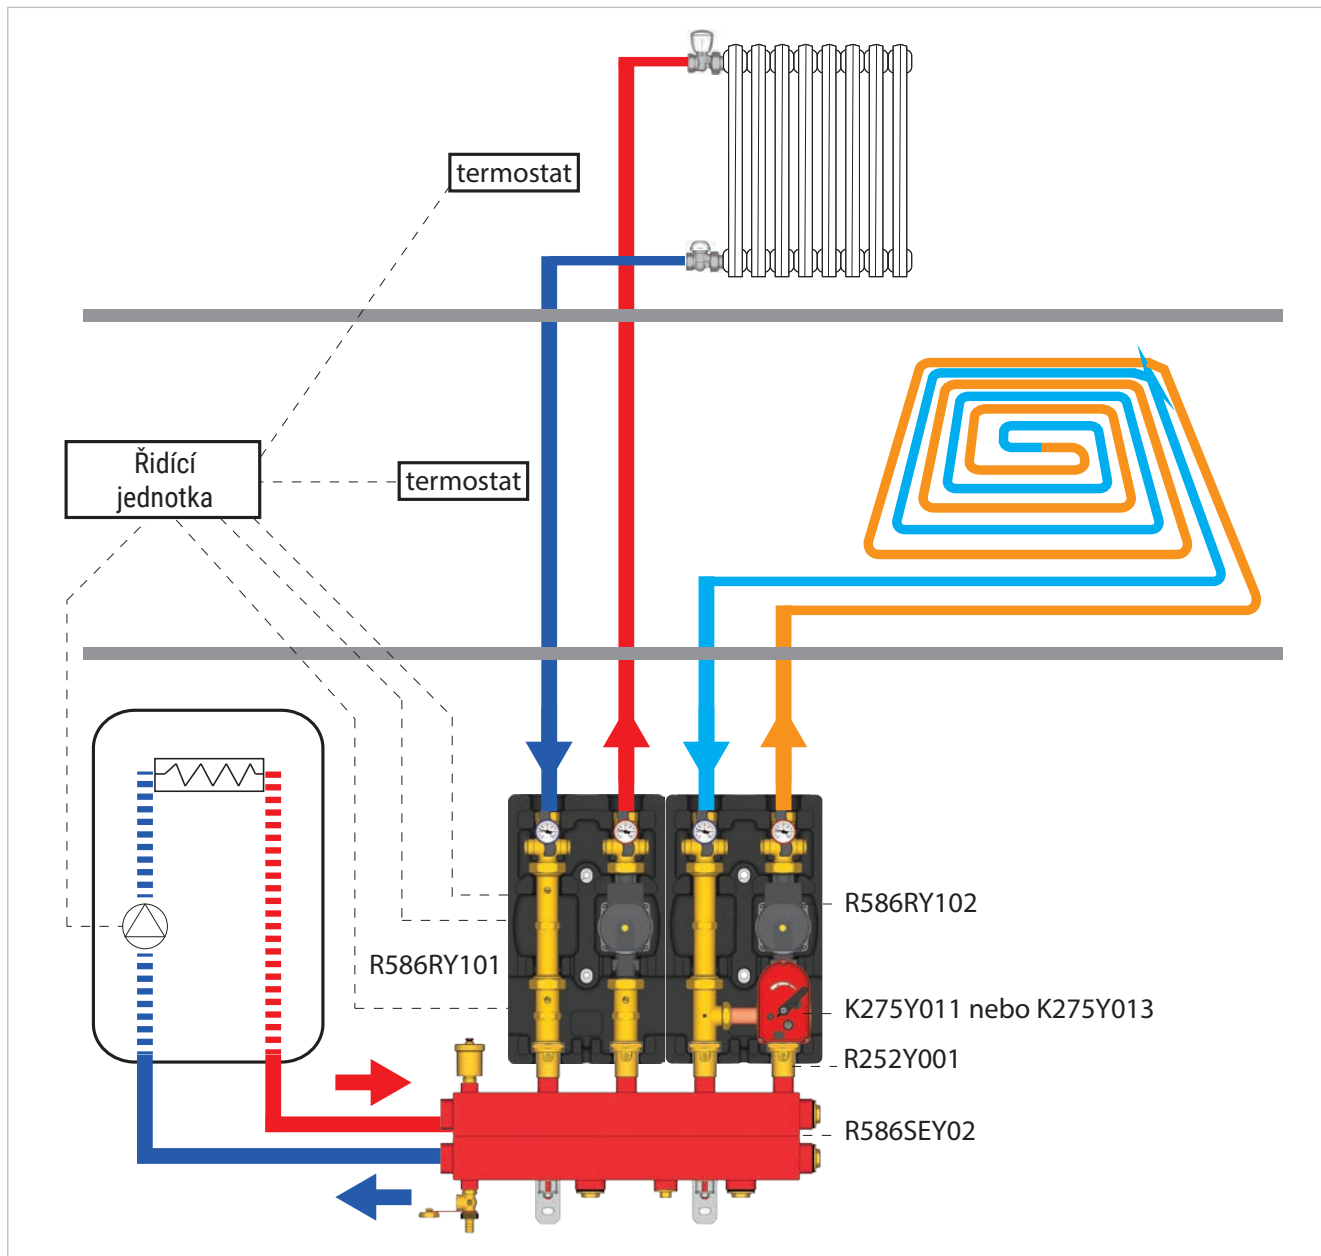 termostat
Řidící
jednotka
termostat
R586RY102
R586RY101
K275Y011 nebo K275Y013
R252Y001
R586SEY02